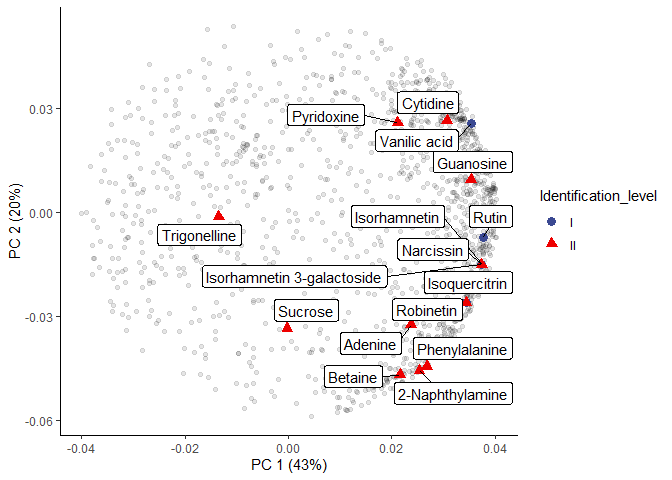 Cytidine
Pyridoxine
Vanilic acid
Guanosine
Isorhamnetin
Rutin
Trigonelline
Narcissin
Isorhamnetin 3-galactoside
Isoquercitrin
Sucrose
Robinetin
Adenine
Phenylalanine
Betaine
2-Naphthylamine
0.03
0.00
-0.03
-0.06
PC 2 (20%)
-0.04
-0.02
0.00
0.02
0.04
PC 1 (43%)
Identification_level
I
II